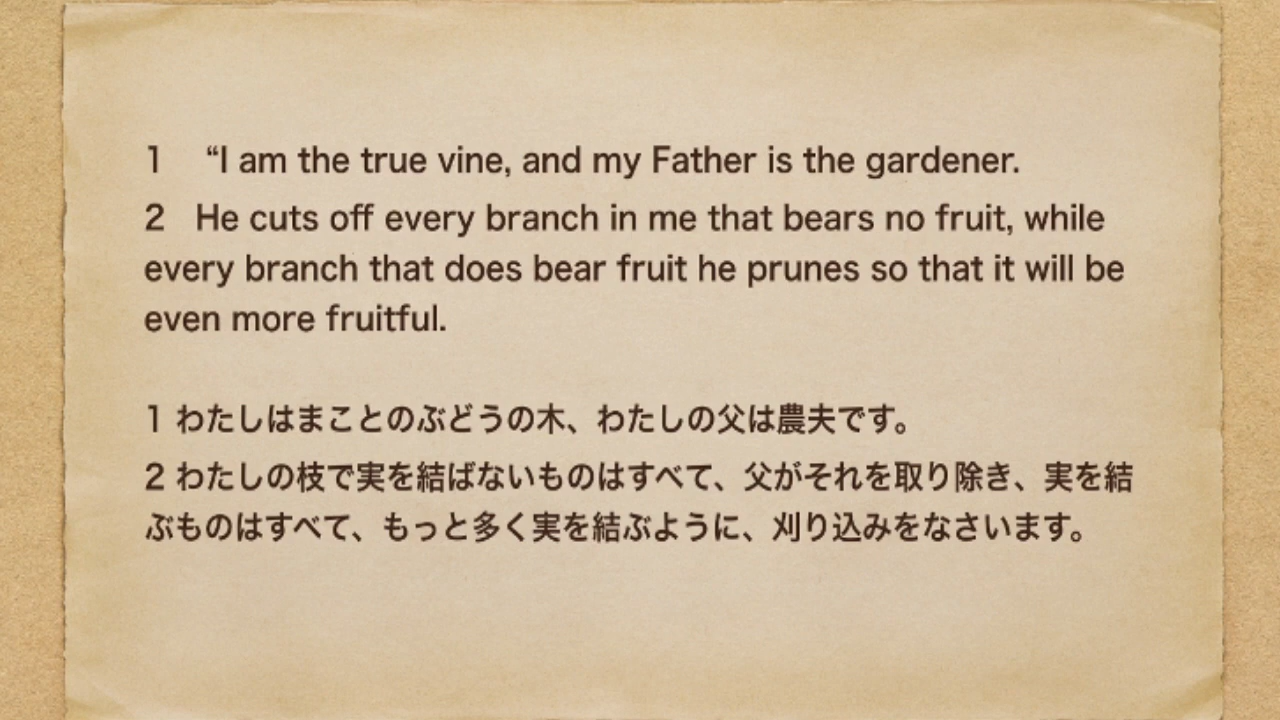 1 “I am the true vine, and my Father is the gardener.
2 He cuts off every branch in me that bears no fruit, while
every branch that does bear fruit he prunes so that it will be
even more fruitful.
1 わたしはまことのぶどうの木、わたしの父は農夫です。
2 わたしの枝で実を結ばないものはすべて、父がそれを取り除き、実を結
ぶものはすべて、もっと多く実を結ぶように、刈り込みをなさいます。